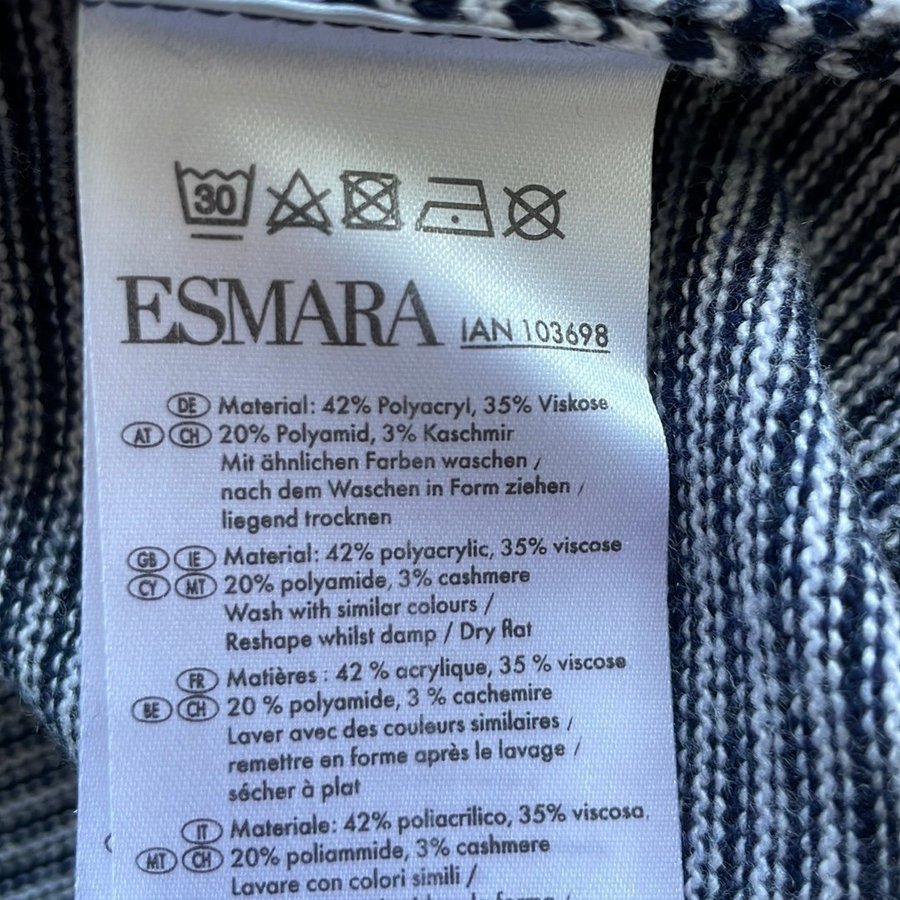 30
ESMARA IAN 103698
DE Material: 42% Polyacryl, 35% Viskose
AT CH 20% Polyamid, 3% Kaschmir
Mit ähnlichen Farben waschen /
nach dem Waschen in Form ziehen /
liegend trocknen
GB IE Material: 42% polyacrylic, 35% viscose
CY MT 20% polyamide, 3% cashmere
Wash with similar colours /
Reshape whilst damp / Dry flat
FR Matières : 42 % acrylique, 35 % viscose
BE CH 20 % polyamide, 3 % cachemire
Laver avec des couleurs similaires /
remettre en forme après le lavage /
sécher à plat
IT Materiale: 42% poliacrilico, 35% viscosa,
MT CH 20% poliammide, 3% cashmere
Lavare con colori simili /